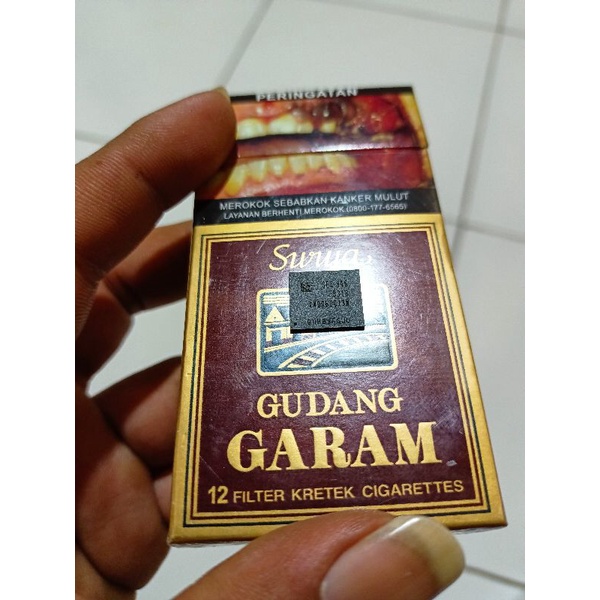 PERINGATAN
MEROKOK SEBABKAN KANKER MULUT
LAYANAN BERHENTI MEROKOK (0800-177-6565)
Surya
GUDANG
GARAM
12 FILTER KRETEK CIGARETTES